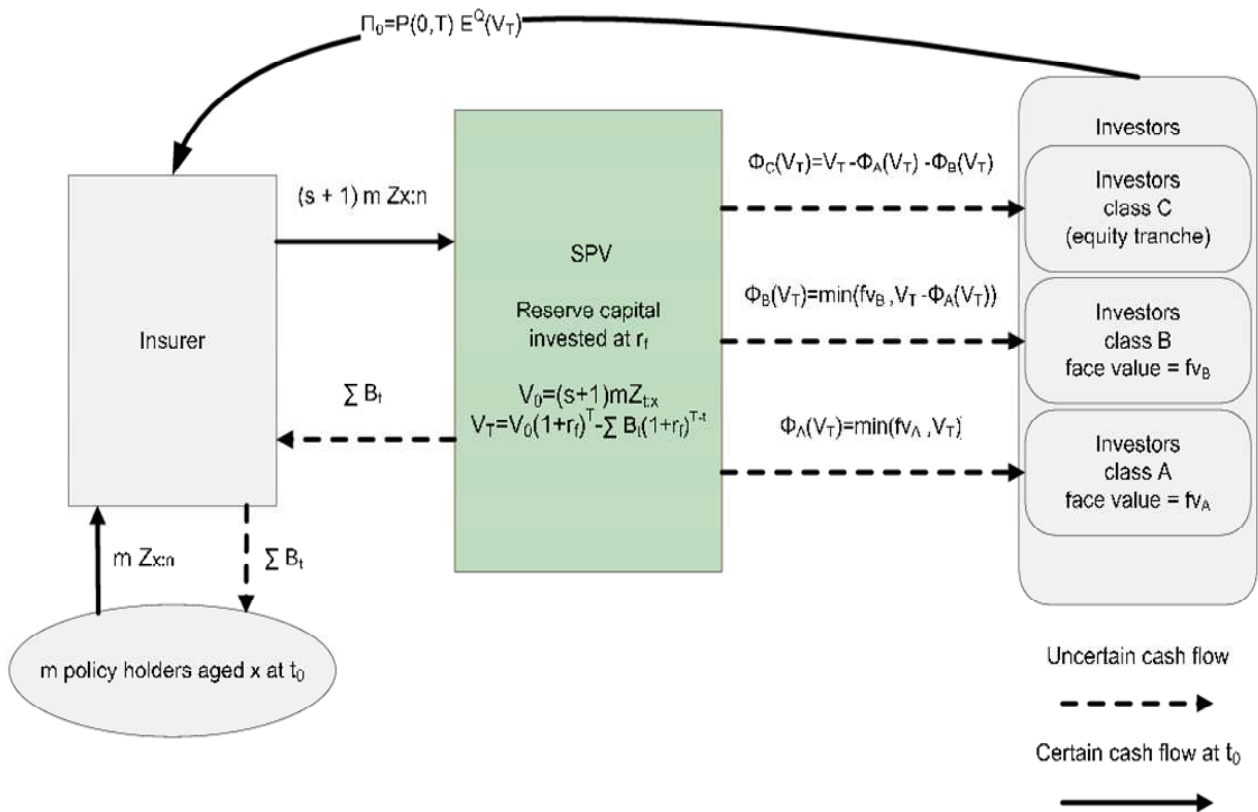 Π₀=P(0,T) E^Q(V_T)
Investors
Φ_C(V_T)=V_T -Φ_A(V_T) -Φ_B(V_T)
Investors
class C
(equity tranche)
(s + 1) m Zx:n
SPV
Reserve capital
invested at r_f
V₀=(s+1)mZ_t:x
V_T=V₀(1+r_f)^T-∑ B_t(1+r_f)^T-t
Φ_B(V_T)=min(fv_B ,V_T -Φ_A(V_T))
Investors
class B
face value = fv_B
Insurer
∑ B_t
Φ_A(V_T)=min(fv_A ,V_T)
Investors
class A
face value = fv_A
m Zx:n
∑ B_t
m policy holders aged x at t₀
Uncertain cash flow
Certain cash flow at t₀